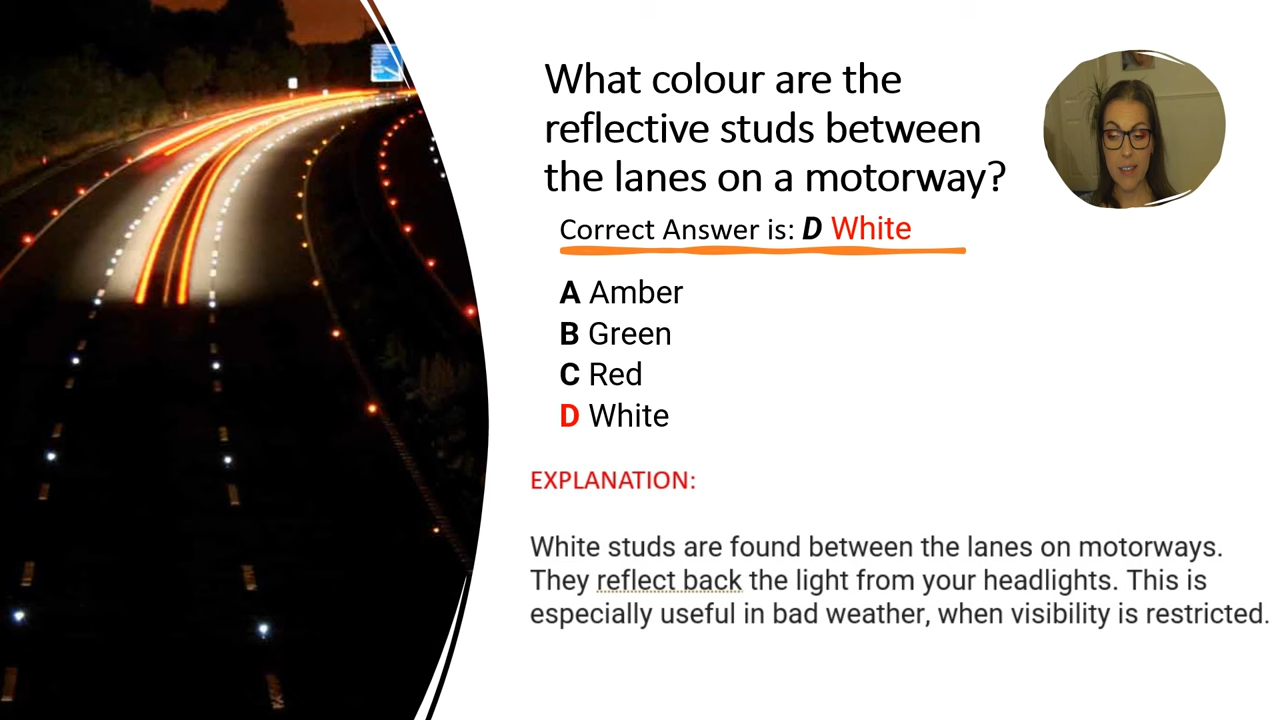 What colour are the
reflective studs between
the lanes on a motorway?
Correct Answer is: D White
A Amber
B Green
C Red
D White
EXPLANATION:
White studs are found between the lanes on motorways.
They reflect back the light from your headlights. This is
especially useful in bad weather, when visibility is restricted.